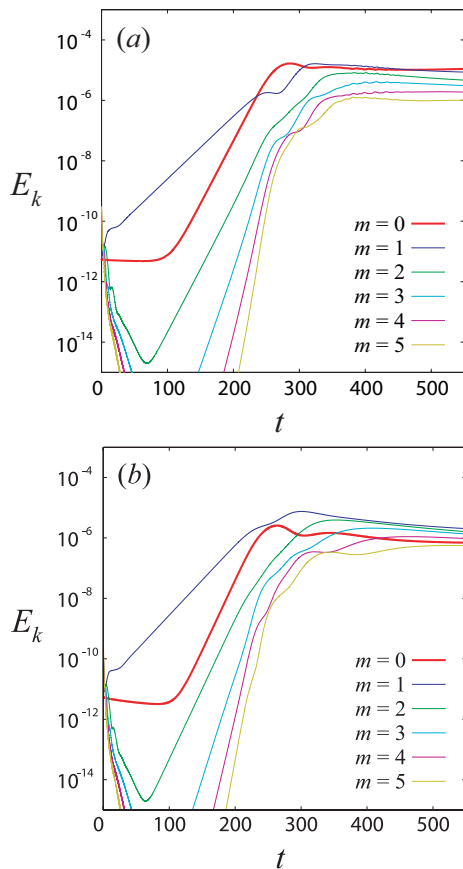 (a)
10⁻⁴
10⁻⁶
10⁻⁸
E_k
10⁻¹⁰
10⁻¹²
10⁻¹⁴
m = 0
m = 1
m = 2
m = 3
m = 4
m = 5
0 100 200 300 400 500
t
(b)
10⁻⁴
10⁻⁶
10⁻⁸
E_k
10⁻¹⁰
10⁻¹²
10⁻¹⁴
m = 0
m = 1
m = 2
m = 3
m = 4
m = 5
0 100 200 300 400 500
t